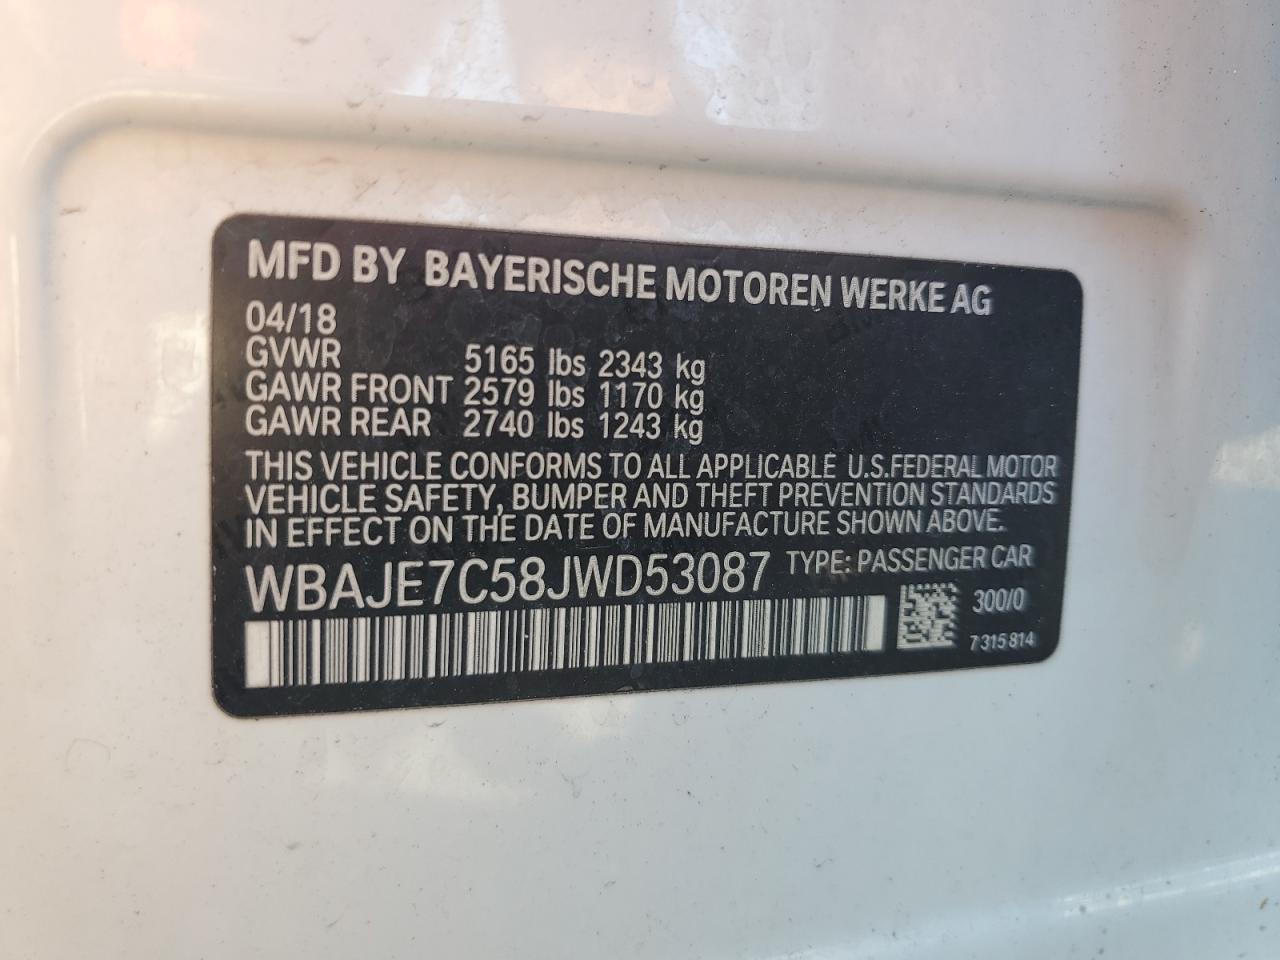 MFD BY BAYERISCHE MOTOREN WERKE AG
04/18
GVWR 5165 lbs 2343 kg
GAWR FRONT 2579 lbs 1170 kg
GAWR REAR 2740 lbs 1243 kg
THIS VEHICLE CONFORMS TO ALL APPLICABLE U.S.FEDERAL MOTOR
VEHICLE SAFETY, BUMPER AND THEFT PREVENTION STANDARDS
IN EFFECT ON THE DATE OF MANUFACTURE SHOWN ABOVE.
WBAJE7C58JWD53087 TYPE: PASSENGER CAR
300/0
7 315 814